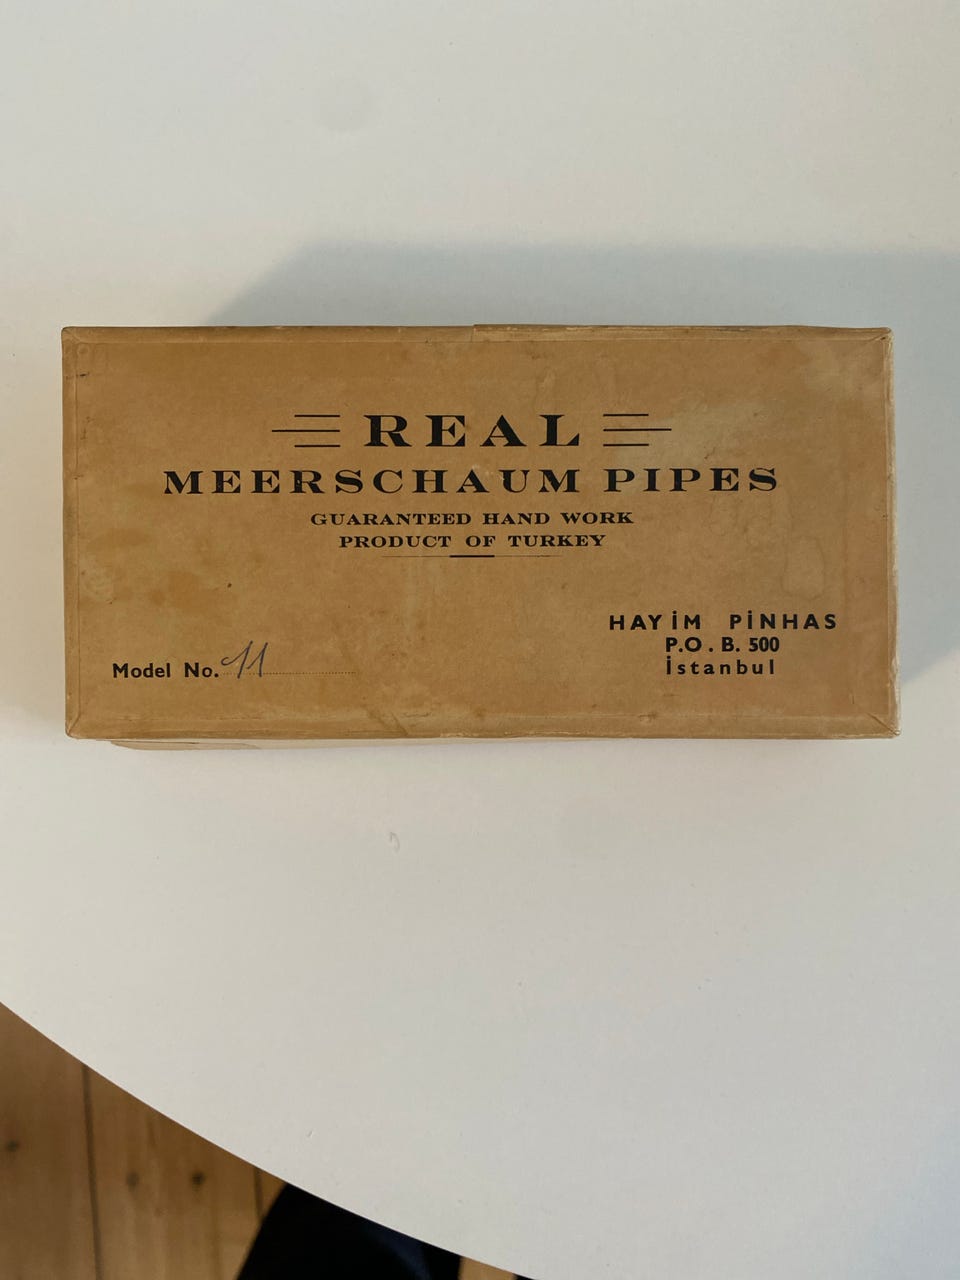 REAL
MEERSCHAUM PIPES
GUARANTEED HAND WORK
PRODUCT OF TURKEY
HAYİM PİNHAS
P.O. B. 500
İstanbul
Model No. 11